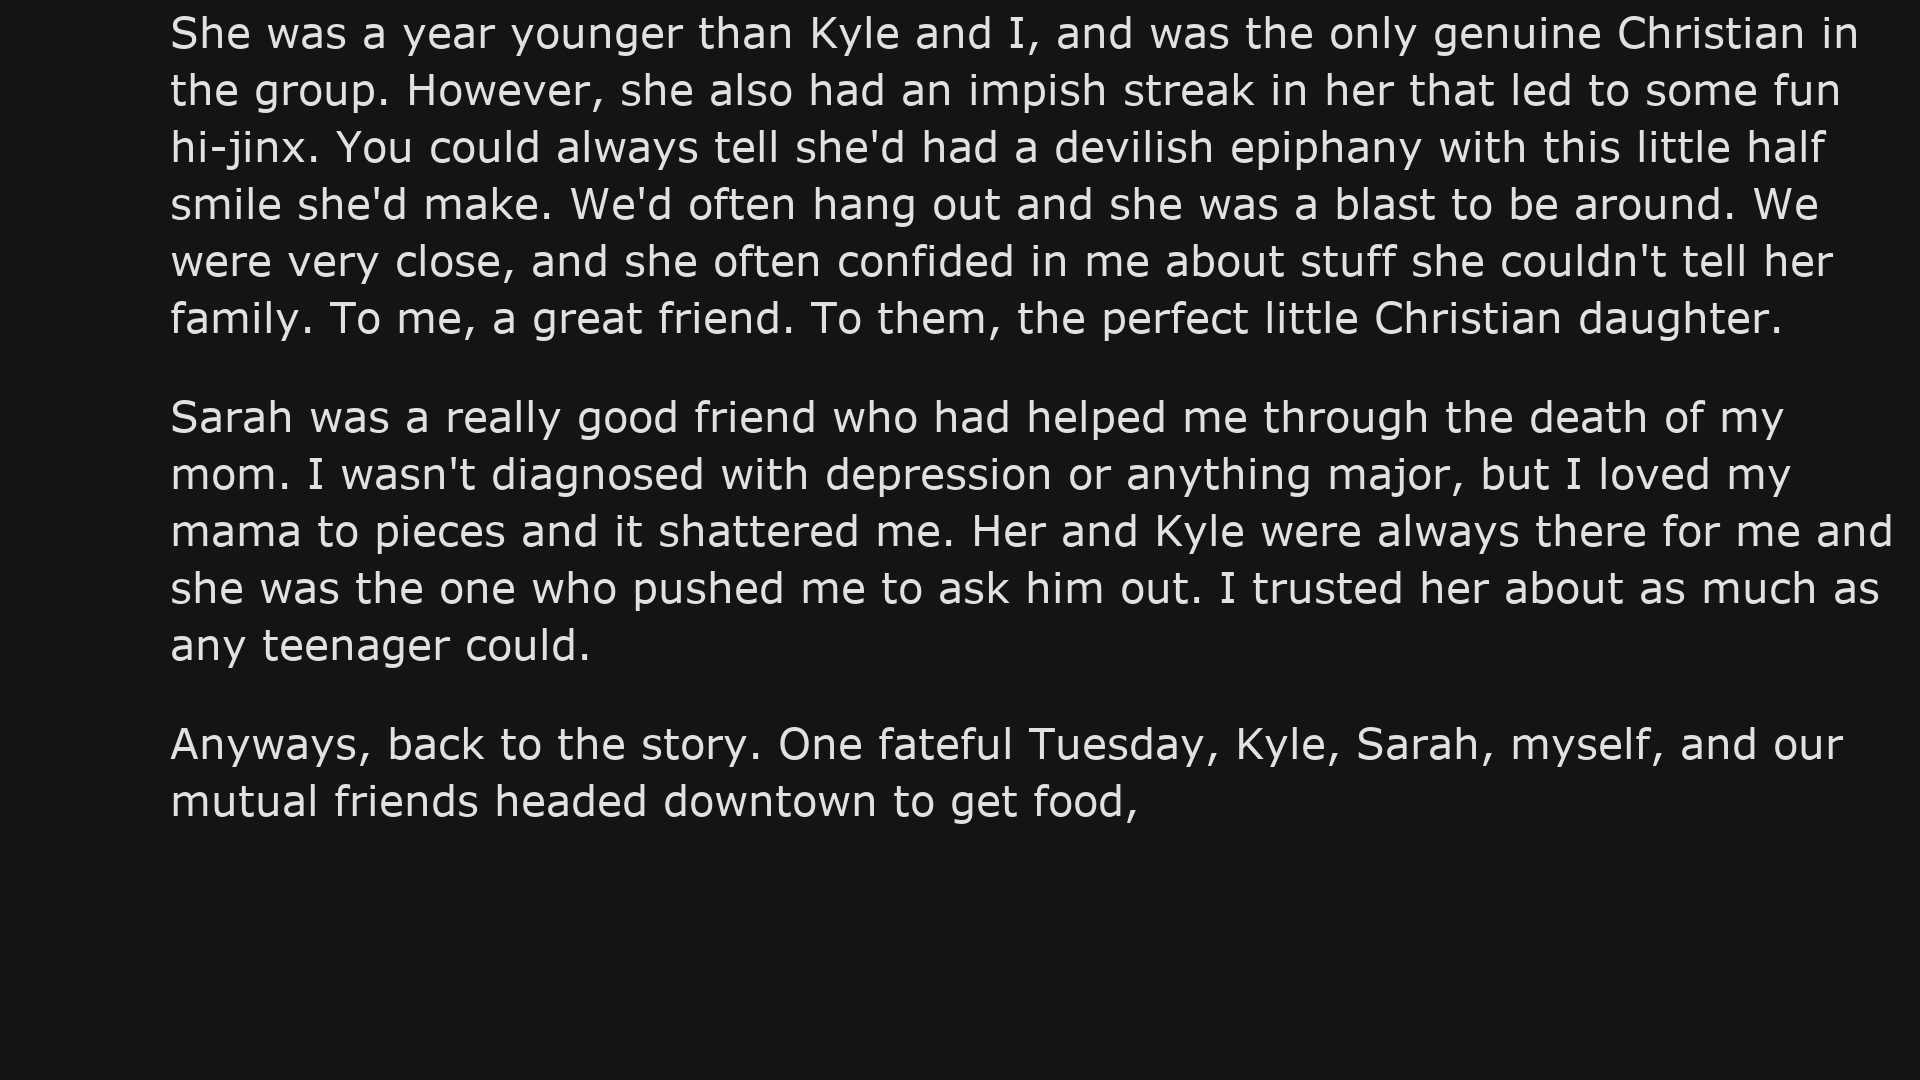 She was a year younger than Kyle and I, and was the only genuine Christian in
the group. However, she also had an impish streak in her that led to some fun
hi-jinx. You could always tell she'd had a devilish epiphany with this little half
smile she'd make. We'd often hang out and she was a blast to be around. We
were very close, and she often confided in me about stuff she couldn't tell her
family. To me, a great friend. To them, the perfect little Christian daughter.
Sarah was a really good friend who had helped me through the death of my
mom. I wasn't diagnosed with depression or anything major, but I loved my
mama to pieces and it shattered me. Her and Kyle were always there for me and
she was the one who pushed me to ask him out. I trusted her about as much as
any teenager could.
Anyways, back to the story. One fateful Tuesday, Kyle, Sarah, myself, and our
mutual friends headed downtown to get food,